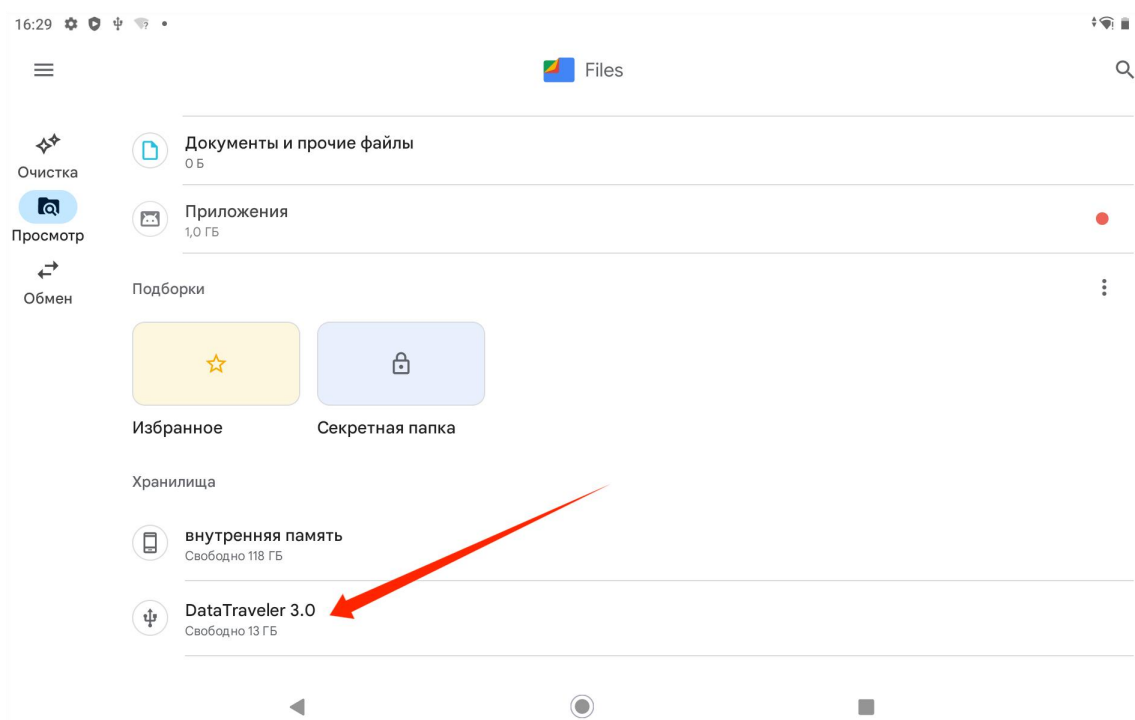 16:29
Files
Документы и прочие файлы
0 Б
Очистка
Приложения
1,0 ГБ
Просмотр
Обмен
Подборки
Избранное
Секретная папка
Хранилища
внутренняя память
Свободно 118 ГБ
DataTraveler 3.0
Свободно 13 ГБ